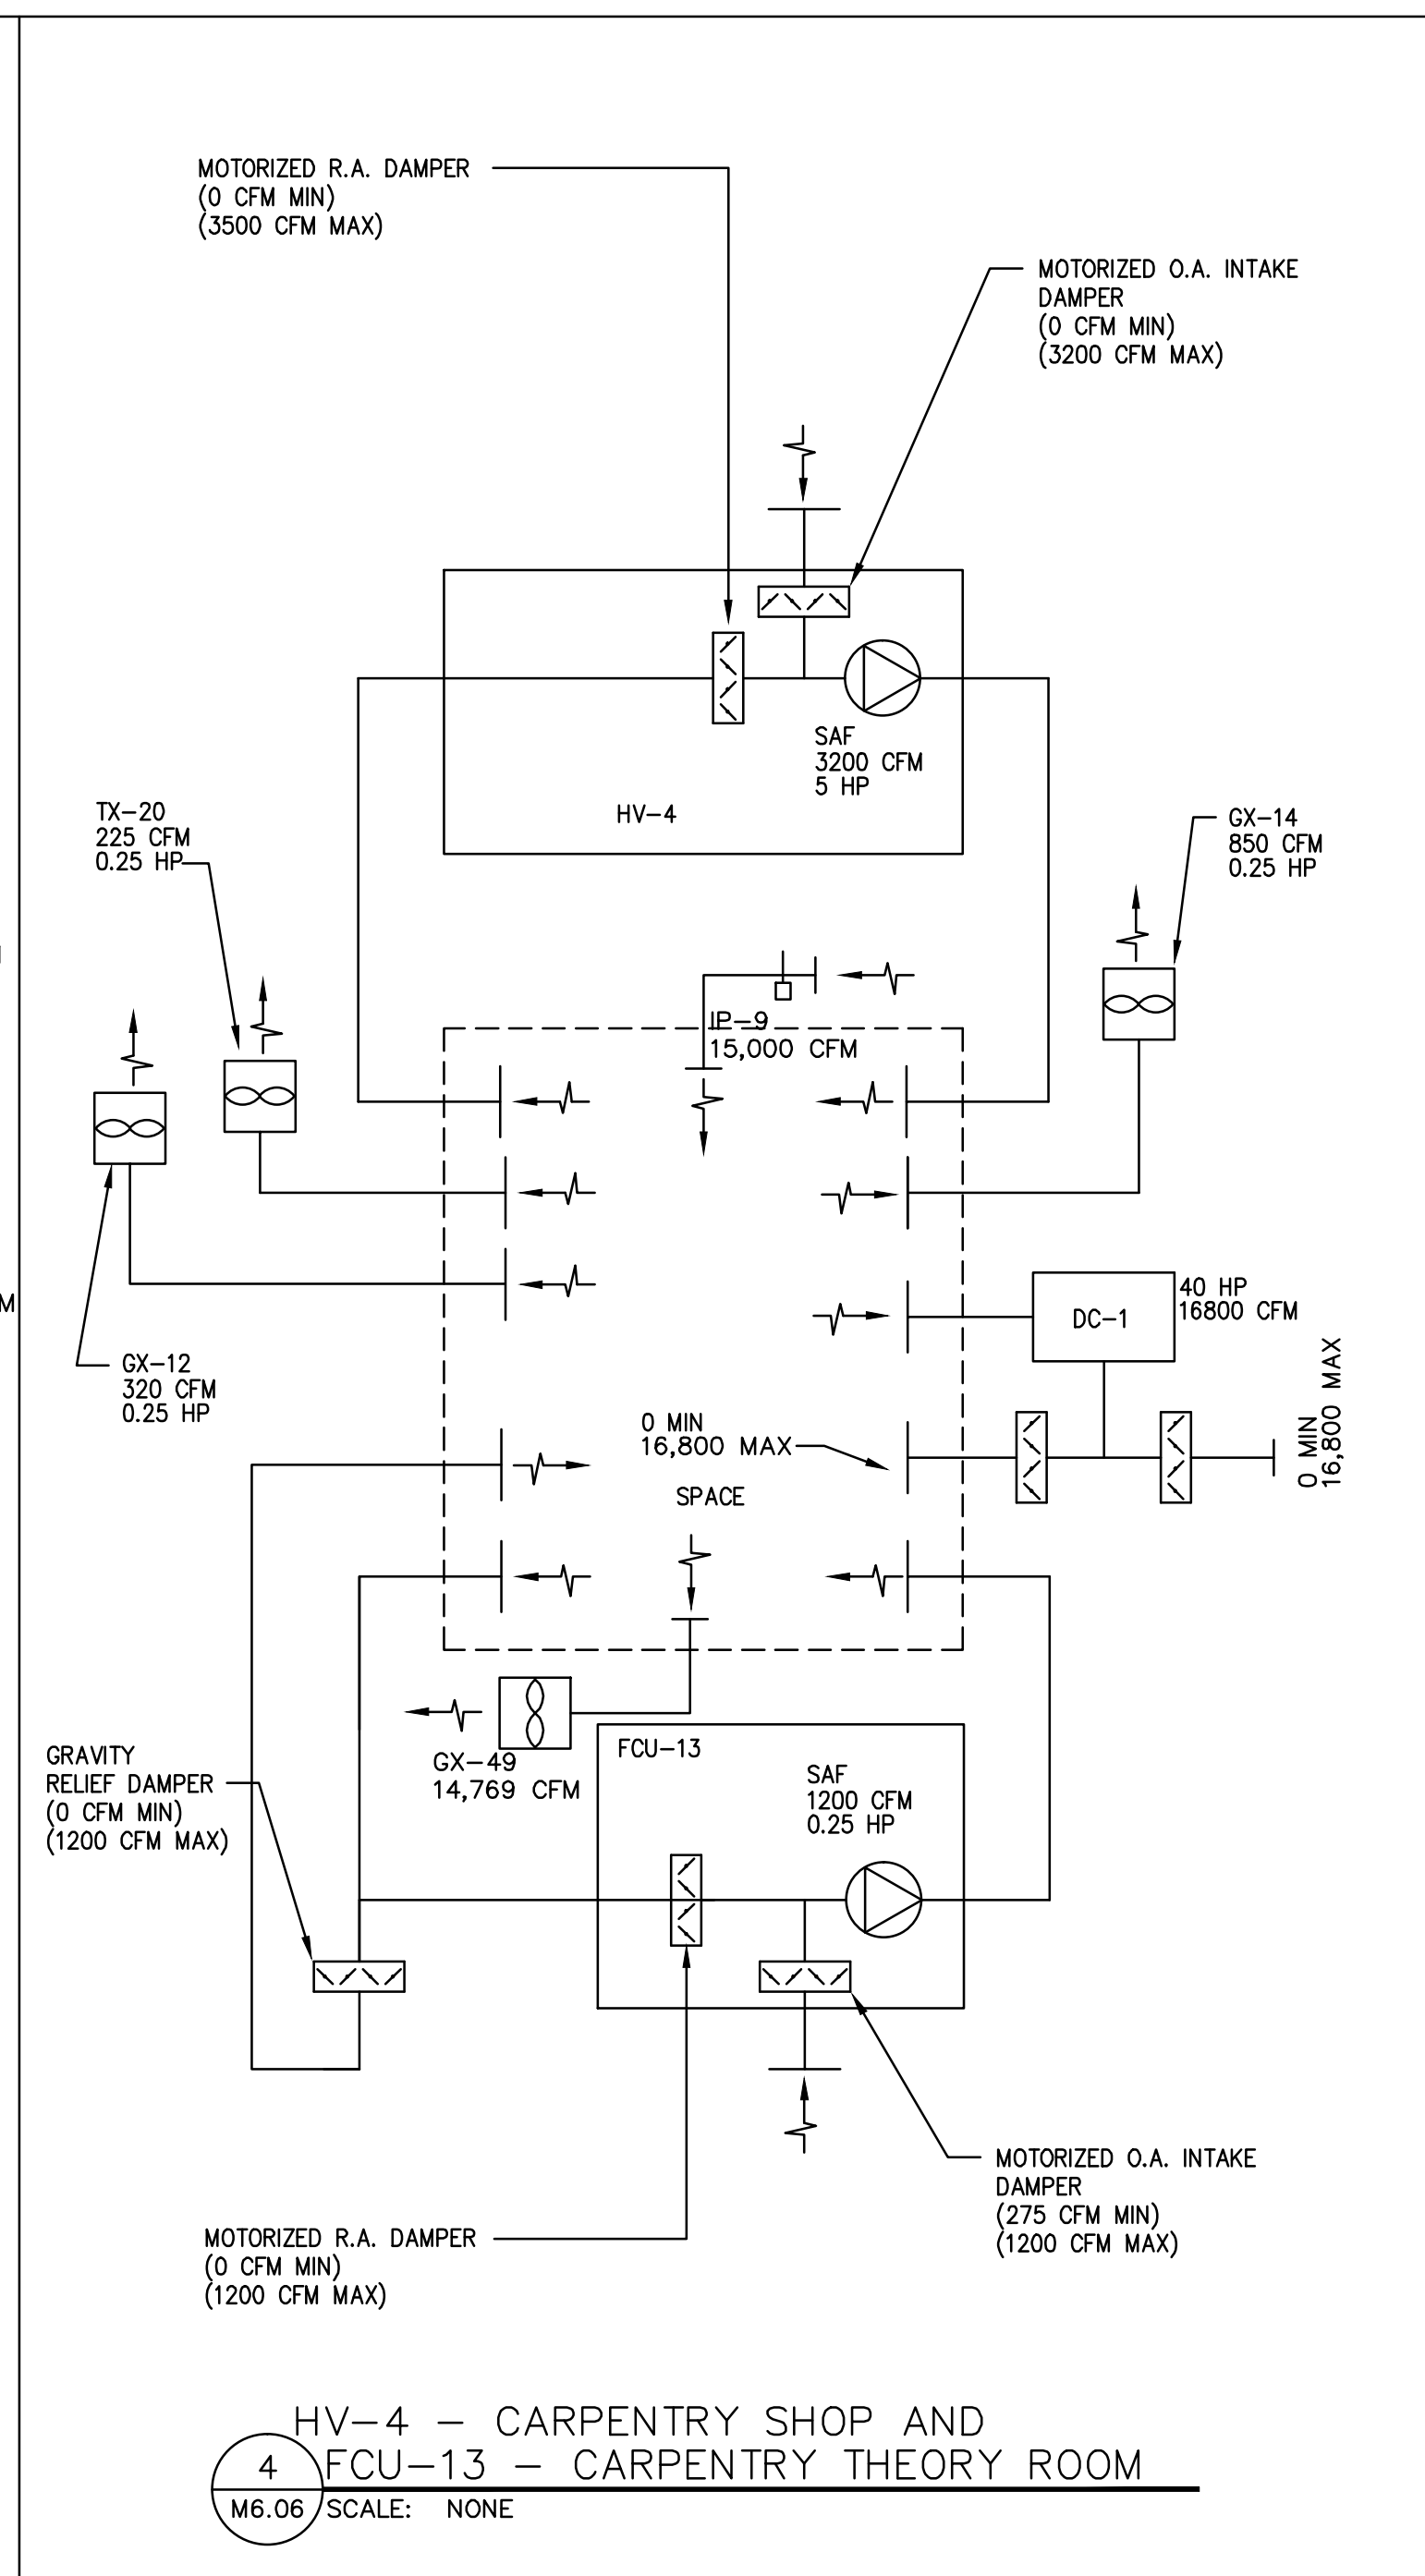 MOTORIZED R.A. DAMPER
(0 CFM MIN)
(3500 CFM MAX)
MOTORIZED O.A. INTAKE
DAMPER
(0 CFM MIN)
(3200 CFM MAX)
SAF
3200 CFM
5 HP
HV-4
TX-20
225 CFM
0.25 HP
GX-14
850 CFM
0.25 HP
IP-9
15,000 CFM
M
DC-1
40 HP
16800 CFM
GX-12
320 CFM
0.25 HP
0 MIN
16,800 MAX
0 MIN
16,800 MAX
SPACE
GX-49
14,769 CFM
FCU-13
SAF
1200 CFM
0.25 HP
GRAVITY
RELIEF DAMPER
(0 CFM MIN)
(1200 CFM MAX)
MOTORIZED O.A. INTAKE
DAMPER
(275 CFM MIN)
(1200 CFM MAX)
MOTORIZED R.A. DAMPER
(0 CFM MIN)
(1200 CFM MAX)
HV-4 - CARPENTRY SHOP AND
4 FCU-13 - CARPENTRY THEORY ROOM
M6.06 SCALE: NONE